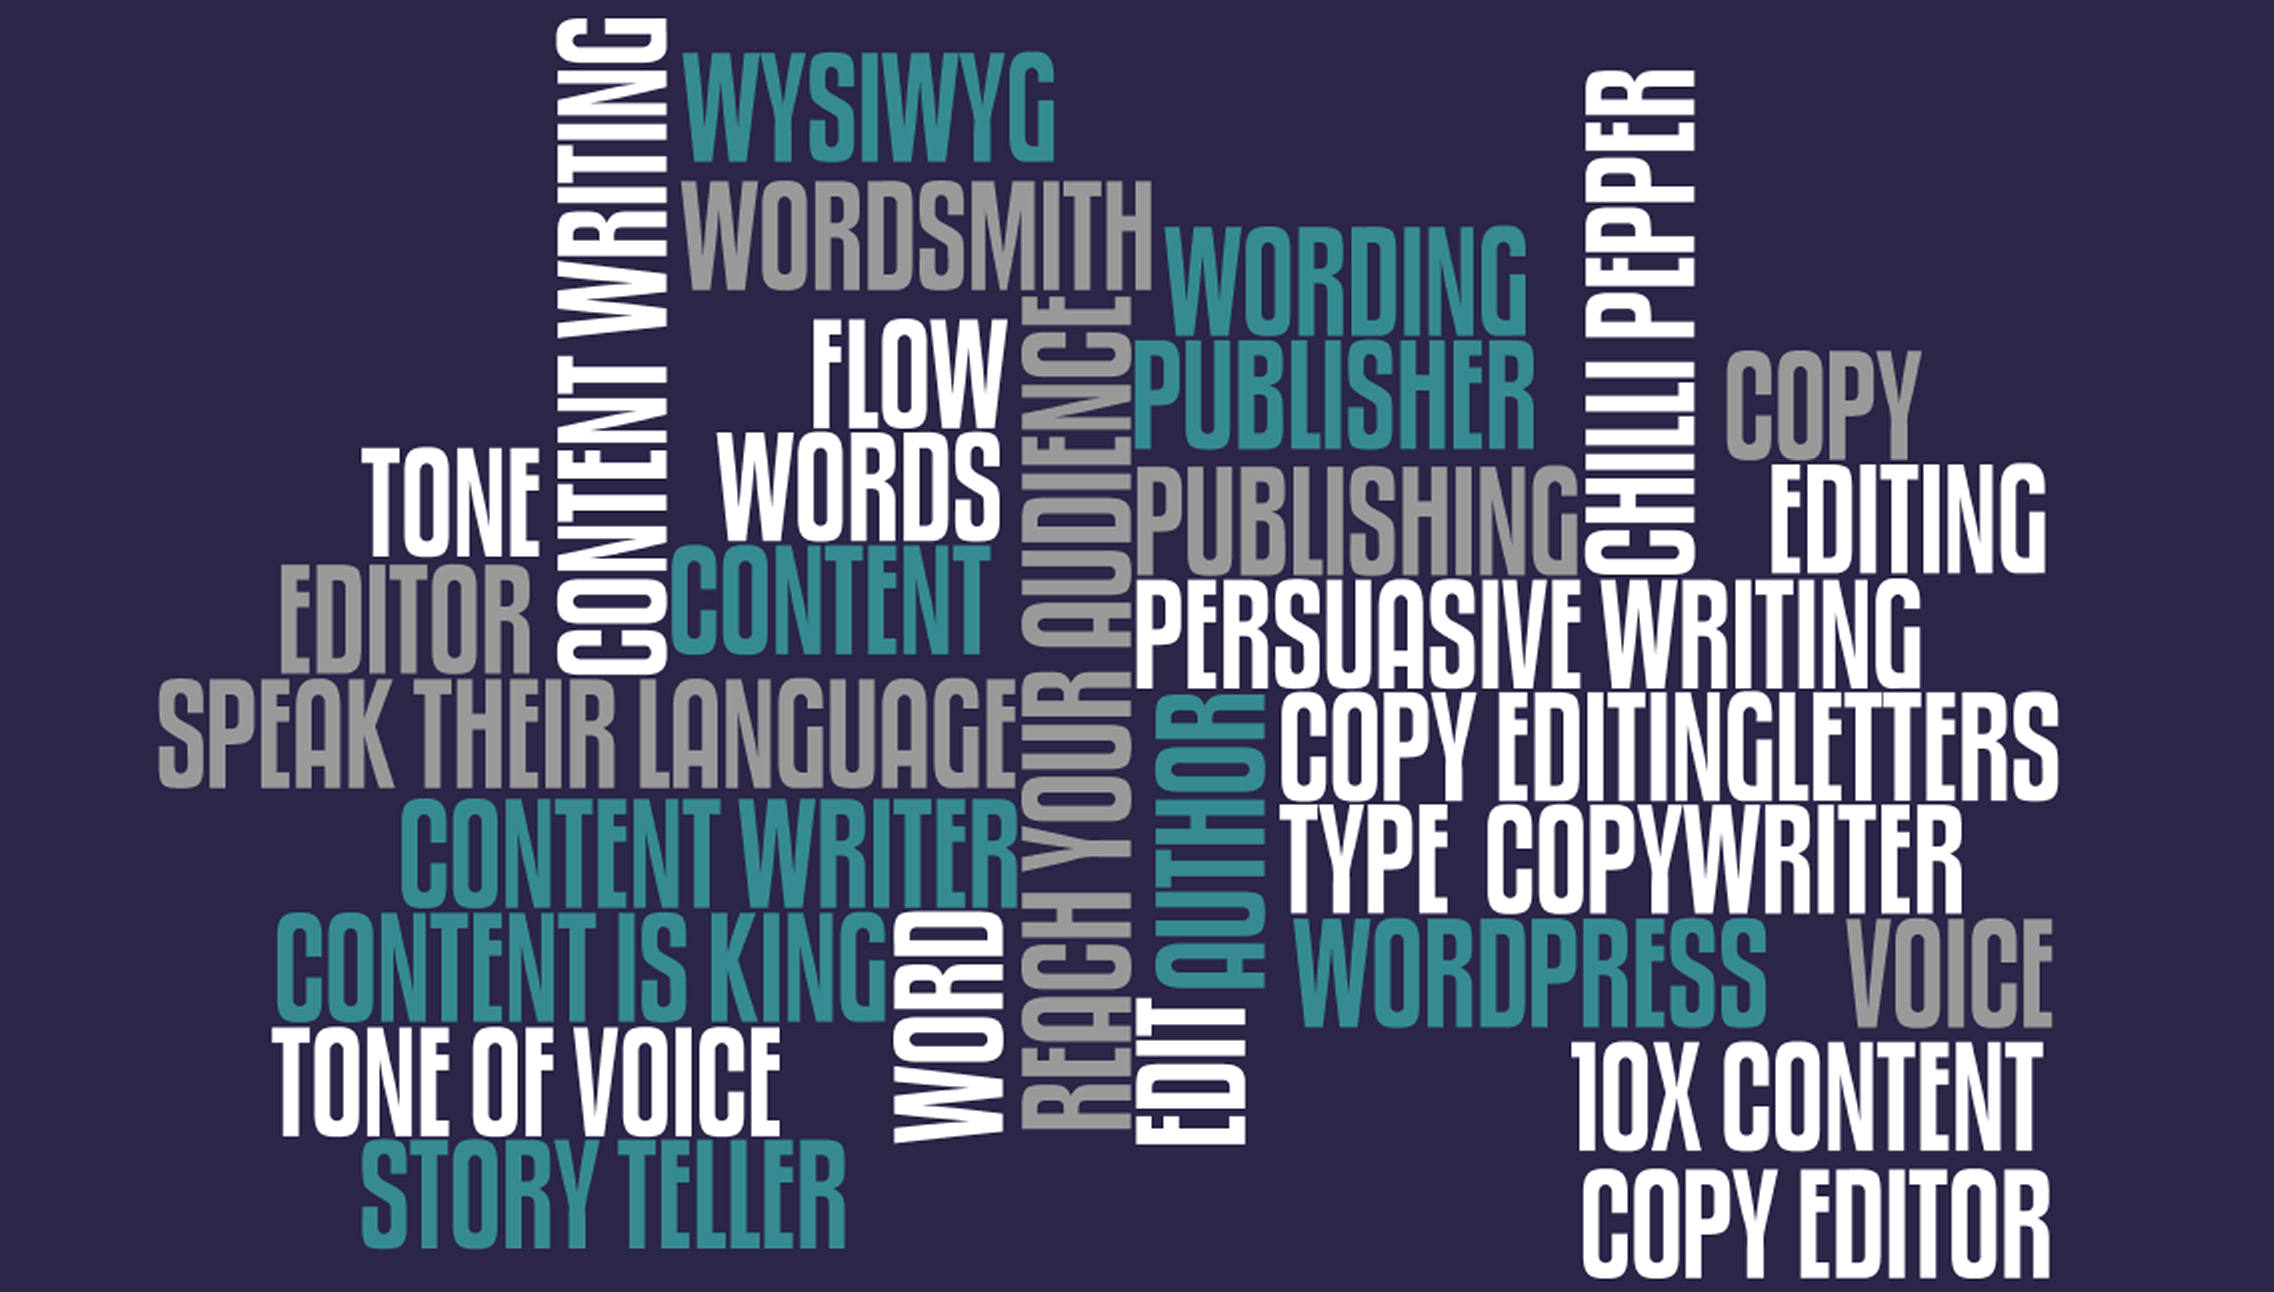 CONTENT WRITING
WYSIWYG
WORDSMITH
WORDING
CHILLI PEPPER
FLOW
PUBLISHER
COPY
TONE
WORDS
REACH YOUR AUDIENCE
PUBLISHING
EDITING
EDITOR
CONTENT
PERSUASIVE WRITING
SPEAK THEIR LANGUAGE
AUTHOR
COPY EDITINGLETTERS
CONTENT WRITER
TYPE COPYWRITER
CONTENT IS KING
WORD
WORDPRESS
VOICE
EDIT
TONE OF VOICE
10X CONTENT
STORY TELLER
COPY EDITOR